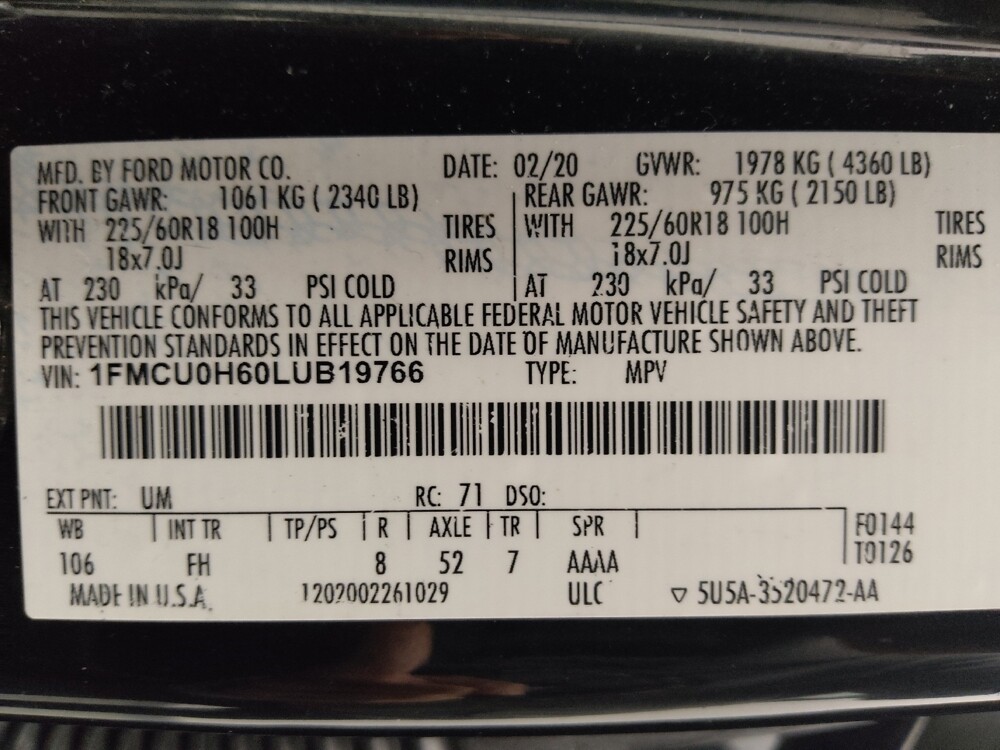 MFD. BY FORD MOTOR CO. DATE: 02/20 GVWR: 1978 KG ( 4360 LB)
FRONT GAWR: 1061 KG ( 2340 LB) REAR GAWR: 975 KG ( 2150 LB)
WITH 225/60R18 100H TIRES WITH 225/60R18 100H TIRES
18x7.0J RIMS 18x7.0J RIMS
AT 230 kPa/ 33 PSI COLD AT 230 kPa/ 33 PSI COLD
THIS VEHICLE CONFORMS TO ALL APPLICABLE FEDERAL MOTOR VEHICLE SAFETY AND THEFT
PREVENTION STANDARDS IN EFFECT ON THE DATE OF MANUFACTURE SHOWN ABOVE.
VIN: 1FMCU0H60LUB19766 TYPE: MPV
EXT PNT: UM RC: 71 DSO:
WB INT TR TP/PS R AXLE TR SPR F0144
106 FH 8 52 7 AAAA T0126
MADE IN U.S.A. 1202002261029 ULC ▽ 5U5A-3520472-AA